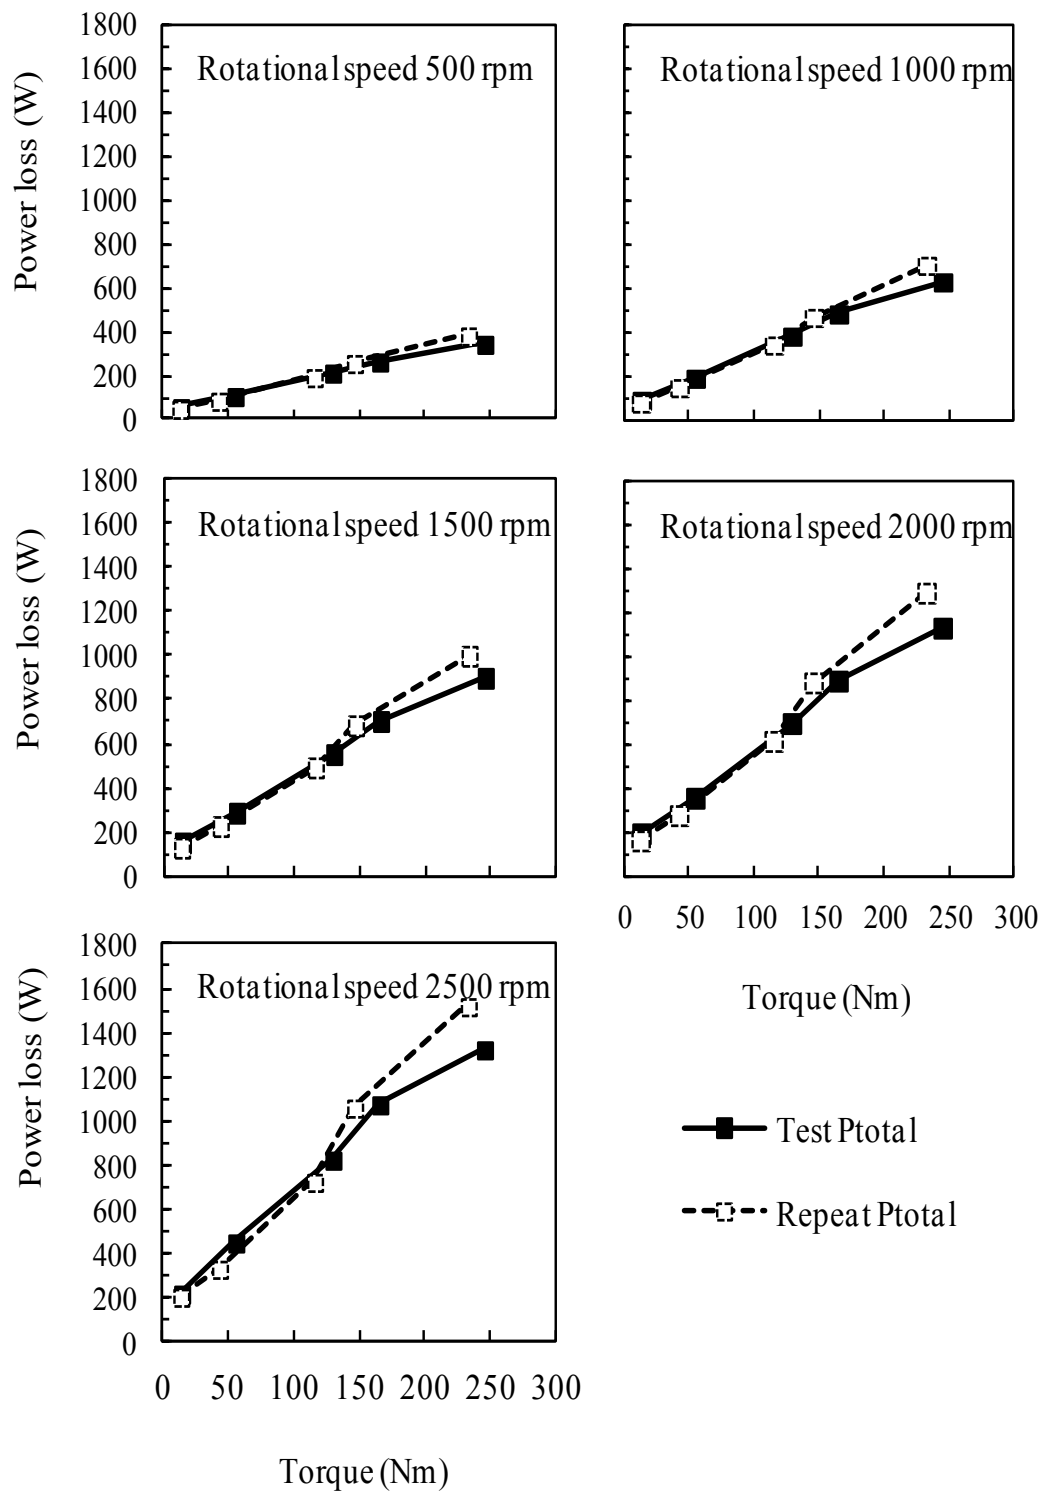 Power loss (W)
1800
1600
1400
1200
1000
800
600
400
200
0
Rotational speed 500 rpm
Rotational speed 1000 rpm
Power loss (W)
1800
1600
1400
1200
1000
800
600
400
200
0
Rotational speed 1500 rpm
Rotational speed 2000 rpm
0 50 100 150 200 250 300
Torque (Nm)
Power loss (W)
1800
1600
1400
1200
1000
800
600
400
200
0
Rotational speed 2500 rpm
0 50 100 150 200 250 300
Torque (Nm)
Test Ptotal
Repeat Ptotal